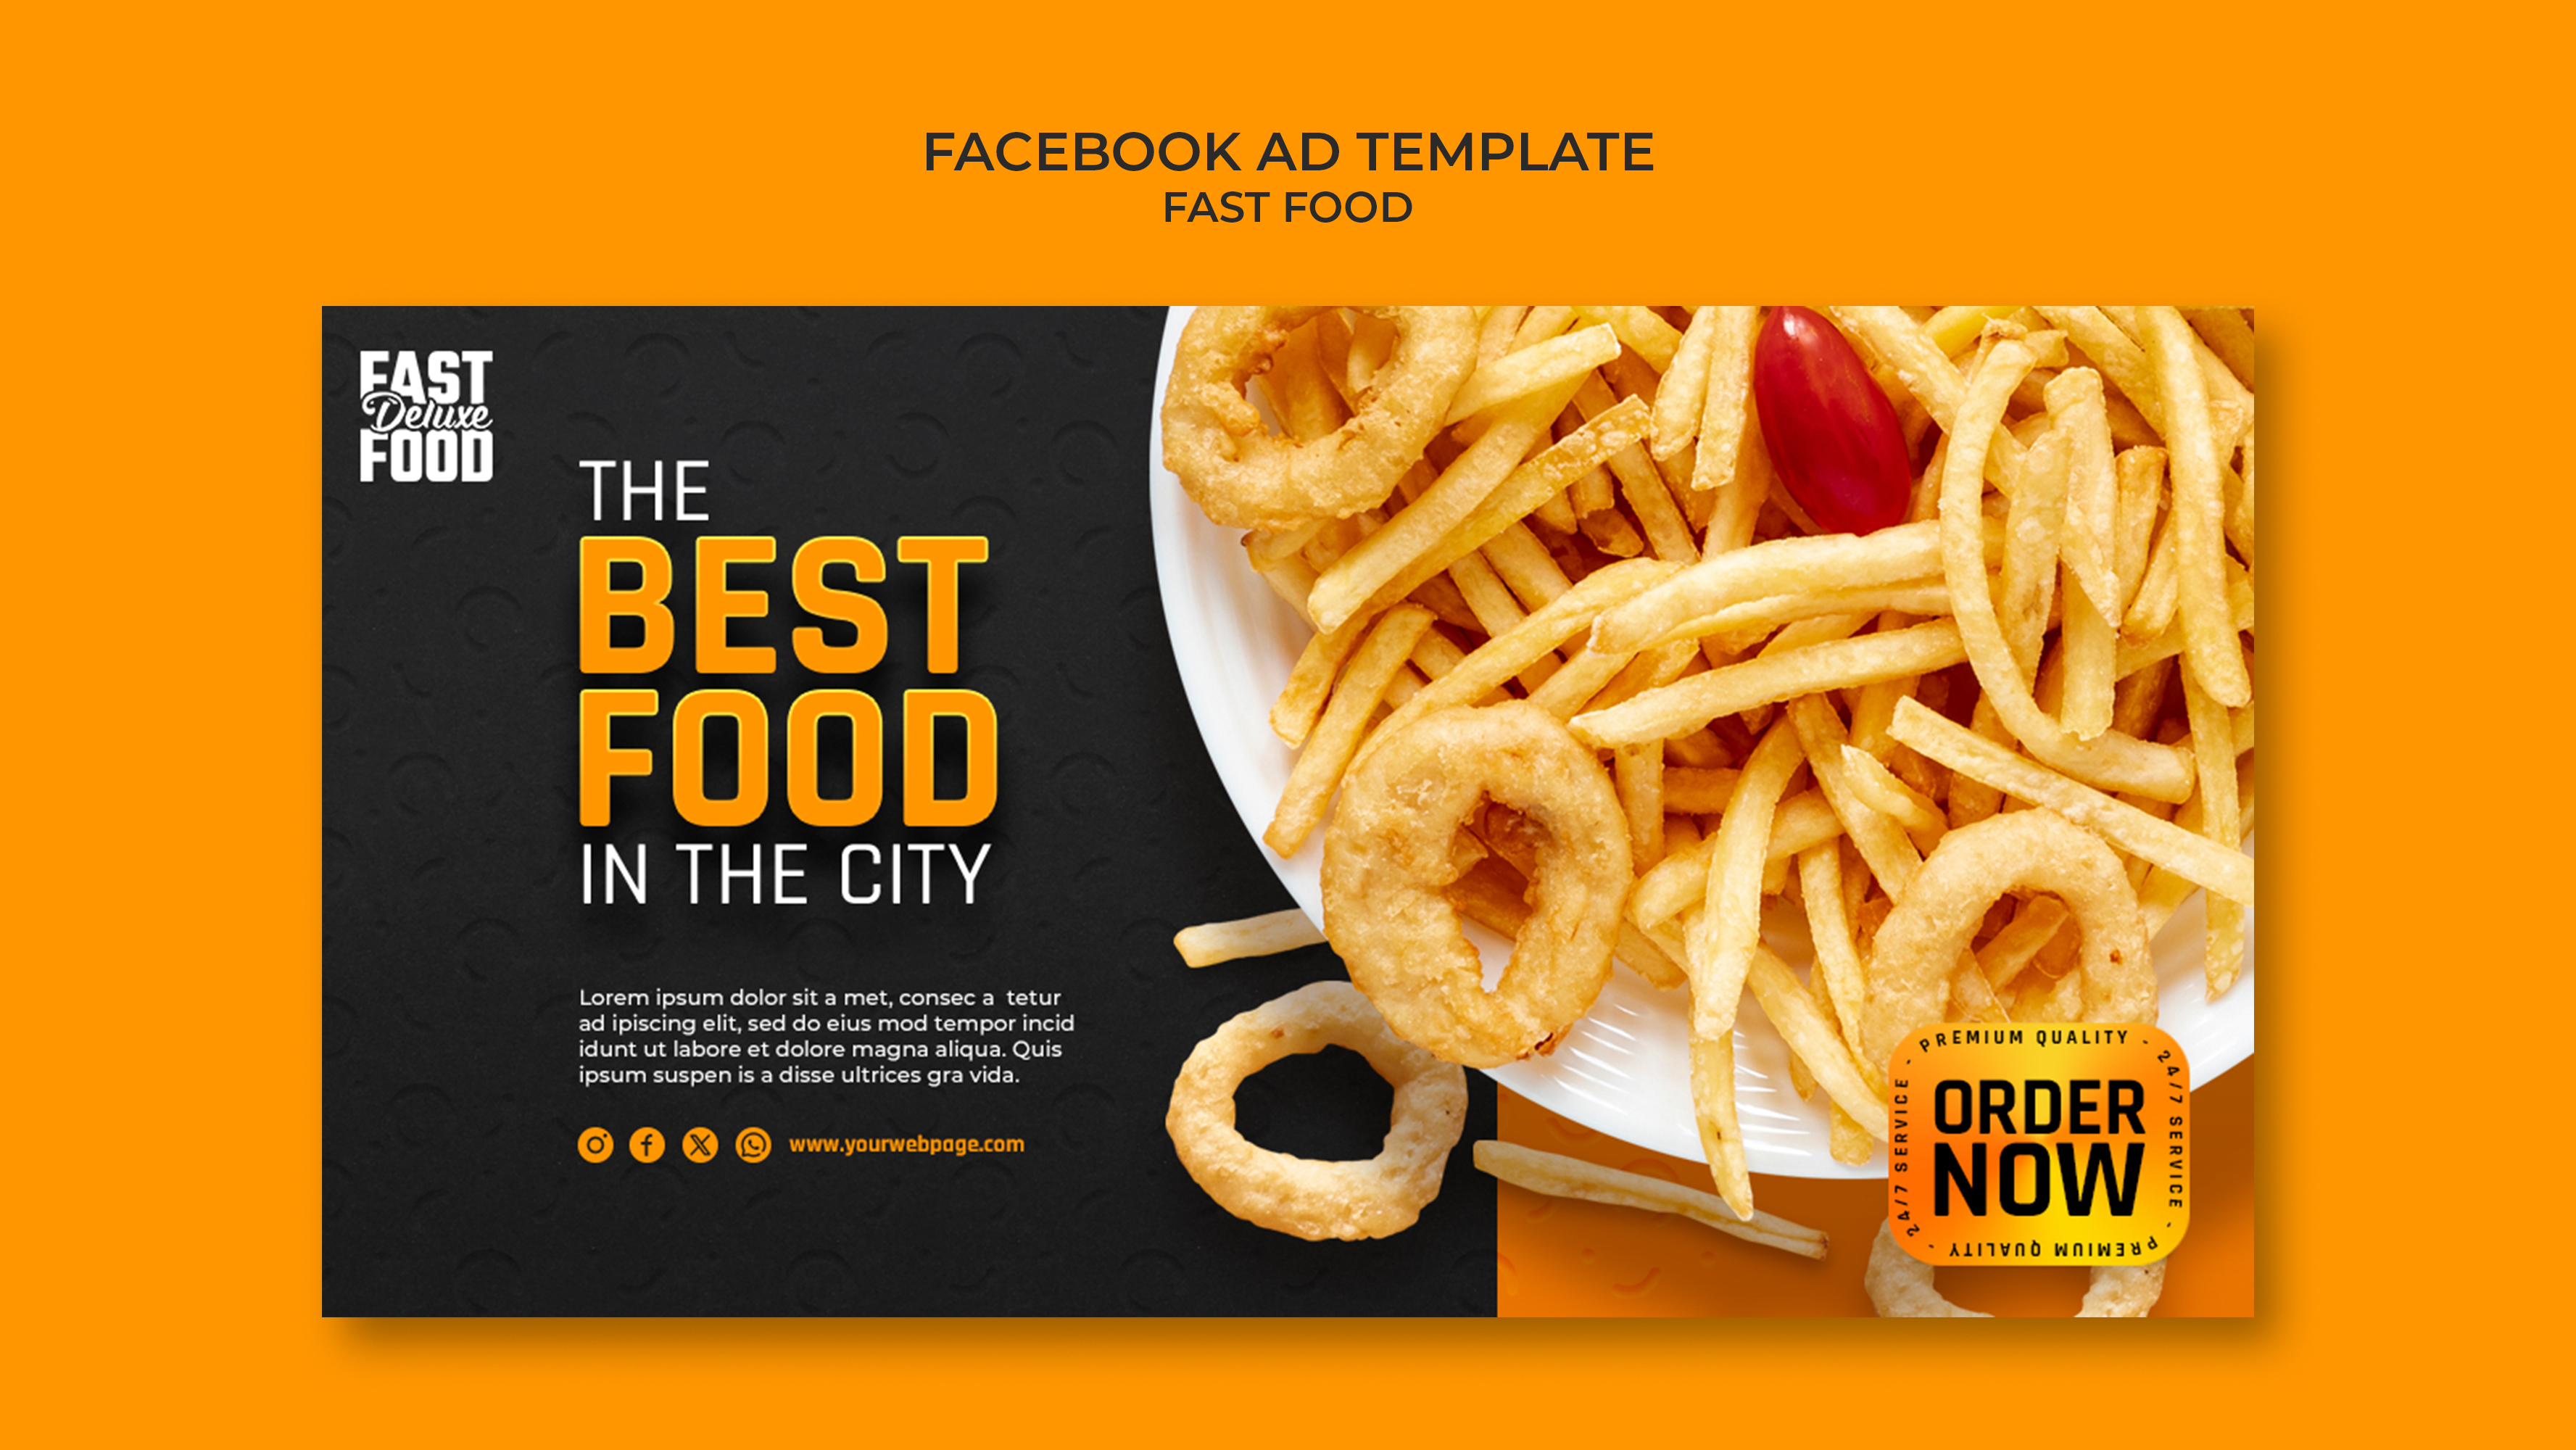 FACEBOOK AD TEMPLATE
FAST FOOD
FAST
Deluxe
FOOD
THE
BEST
FOOD
IN THE CITY
Lorem ipsum dolor sit a met, consec a  tetur
ad ipiscing elit, sed do eius mod tempor incid
idunt ut labore et dolore magna aliqua. Quis
ipsum suspen is a disse ultrices gra vida.
www.yourwebpage.com
PREMIUM QUALITY - 24/7 SERVICE - PREMIUM QUALITY - 24/7 SERVICE -
ORDER
NOW